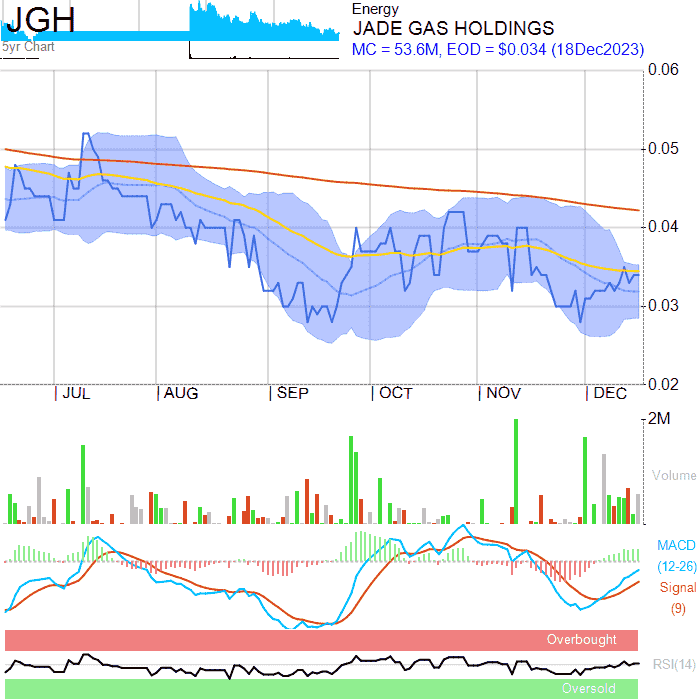 JGH
5yr Chart
Energy
JADE GAS HOLDINGS
MC = 53.6M, EOD = $0.034 (18Dec2023)
0.06
0.05
0.04
0.03
0.02
JUL AUG SEP OCT NOV DEC
2M
Volume
MACD
(12-26)
Signal
(9)
Overbought
RSI(14)
Oversold